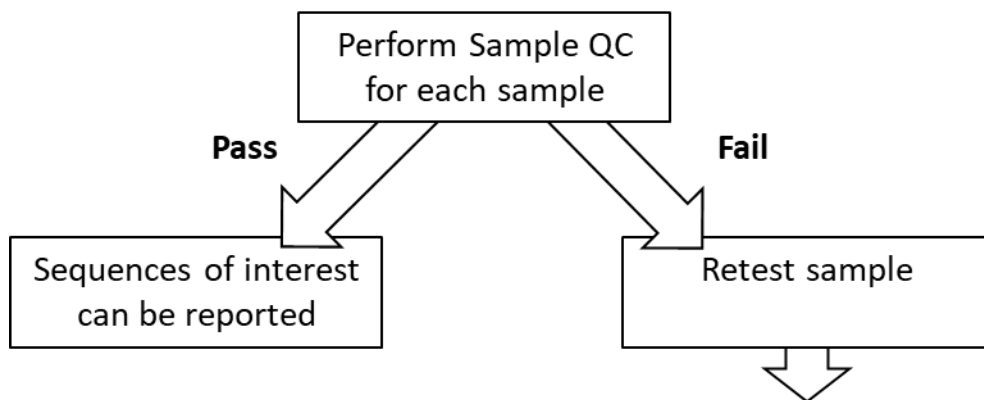 Perform Sample QC
for each sample
Pass
Fail
Sequences of interest
can be reported
Retest sample